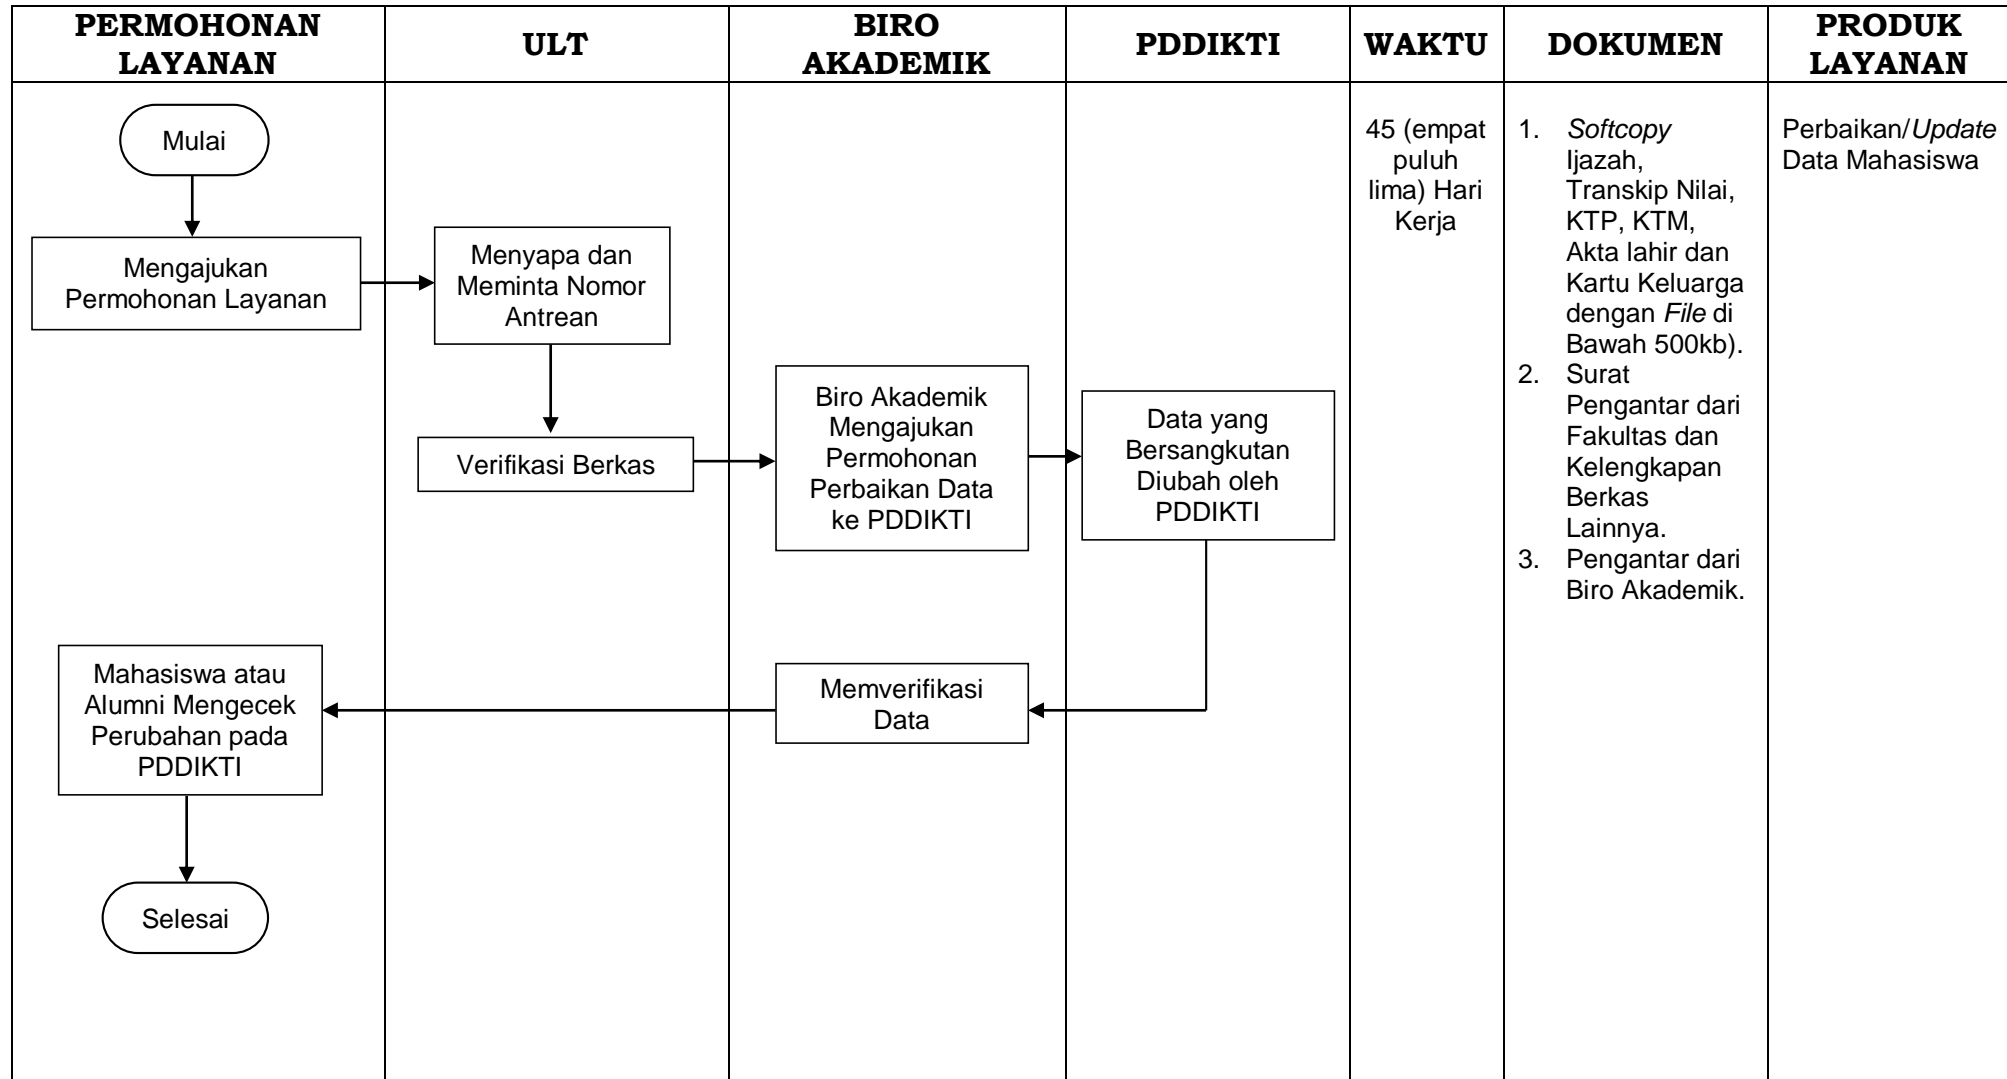 PERMOHONAN
LAYANAN
ULT
BIRO
AKADEMIK
PDDIKTI
WAKTU
DOKUMEN
PRODUK
LAYANAN
Mulai
Mengajukan
Permohonan Layanan
Menyapa dan
Meminta Nomor
Antrean
Verifikasi Berkas
Biro Akademik
Mengajukan
Permohonan
Perbaikan Data
ke PDDIKTI
Data yang
Bersangkutan
Diubah oleh
PDDIKTI
Memverifikasi
Data
Mahasiswa atau
Alumni Mengecek
Perubahan pada
PDDIKTI
Selesai
45 (empat
puluh
lima) Hari
Kerja
1. Softcopy
Ijazah,
Transkip Nilai,
KTP, KTM,
Akta lahir dan
Kartu Keluarga
dengan File di
Bawah 500kb).
2. Surat
Pengantar dari
Fakultas dan
Kelengkapan
Berkas
Lainnya.
3. Pengantar dari
Biro Akademik.
Perbaikan/Update
Data Mahasiswa